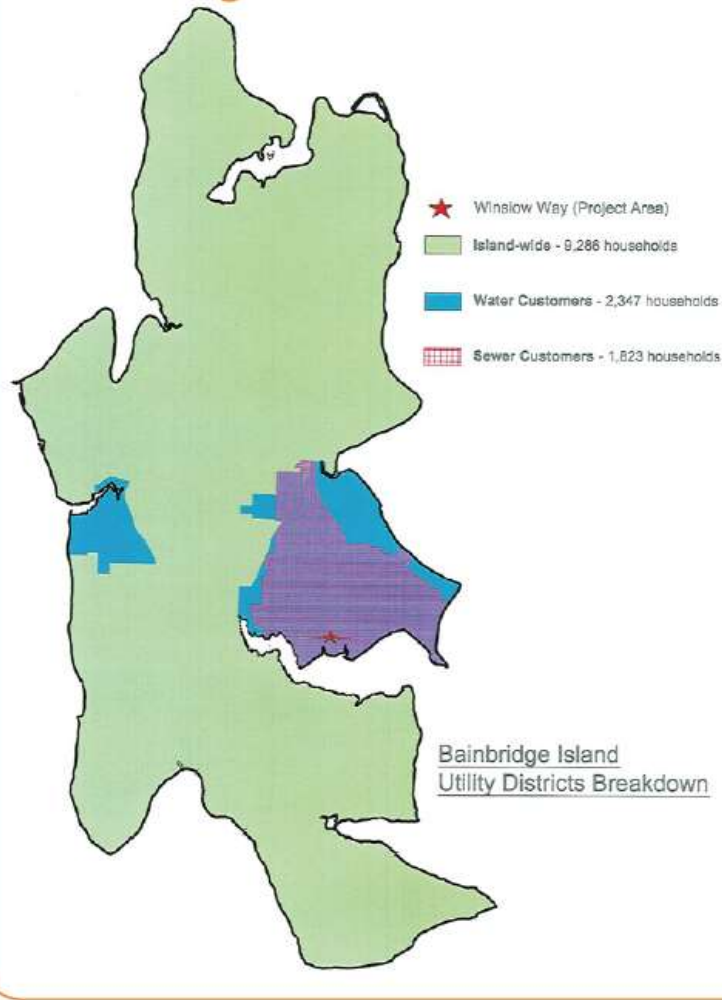 Winslow Way (Project Area)
Island-wide - 9,286 households
Water Customers - 2,347 households
Sewer Customers - 1,823 households
Bainbridge Island
Utility Districts Breakdown